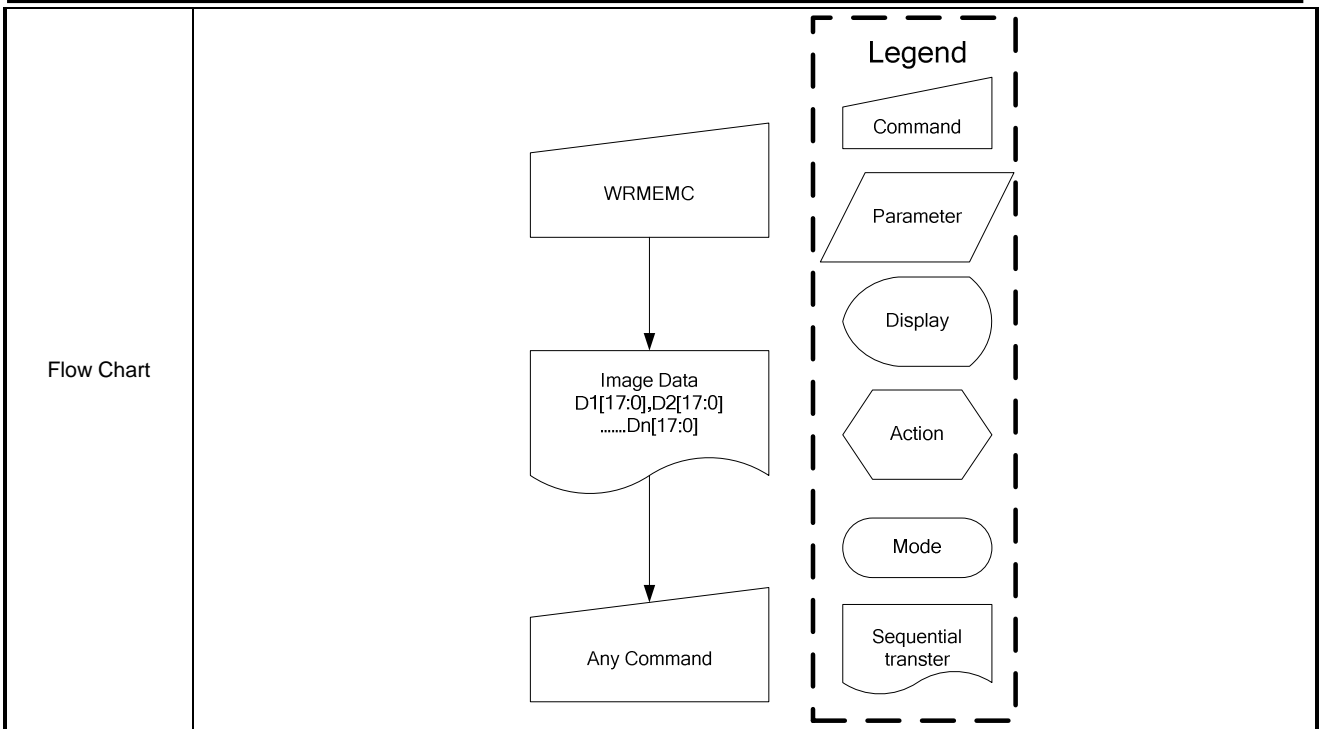 Flow Chart
WRMEMC
Image Data
D1[17:0],D2[17:0]
.......Dn[17:0]
Any Command
Legend
Command
Parameter
Display
Action
Mode
Sequential
transter